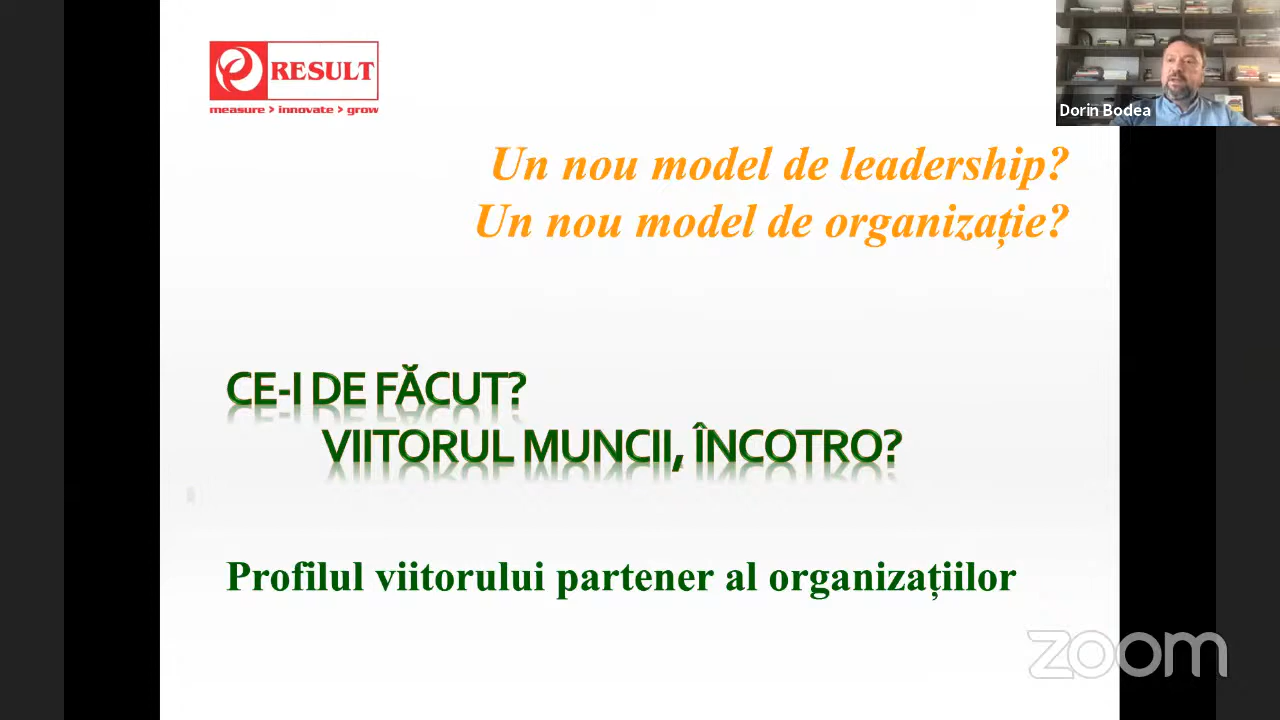 RESULT
measure > innovate > grow
Dorin Bodea
Un nou model de leadership?
Un nou model de organizație?
CE-I DE FĂCUT?
VIITORUL MUNCII, ÎNCOTRO?
Profilul viitorului partener al organizațiilor
zoom